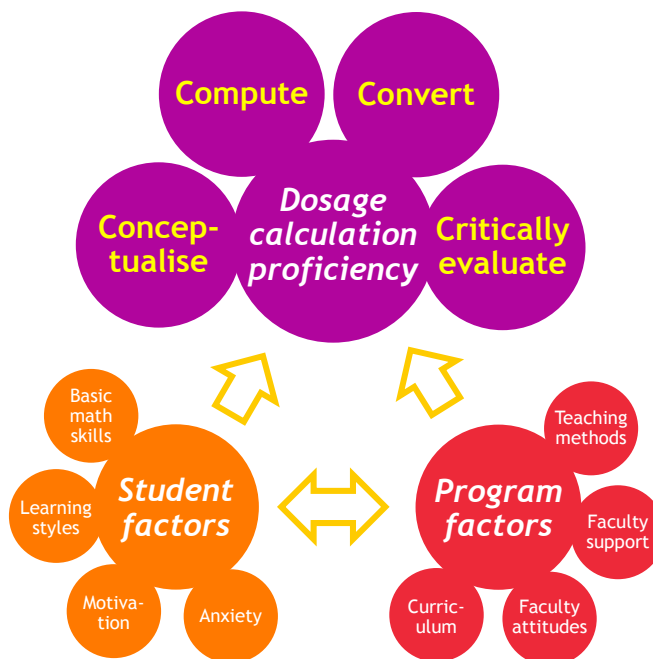 Compute
Convert
Concep-
tualise
Dosage
calculation
proficiency
Critically
evaluate
Basic
math
skills
Learning
styles
Motiva-
tion
Anxiety
Student
factors
Program
factors
Teaching
methods
Faculty
support
Faculty
attitudes
Curric-
ulum